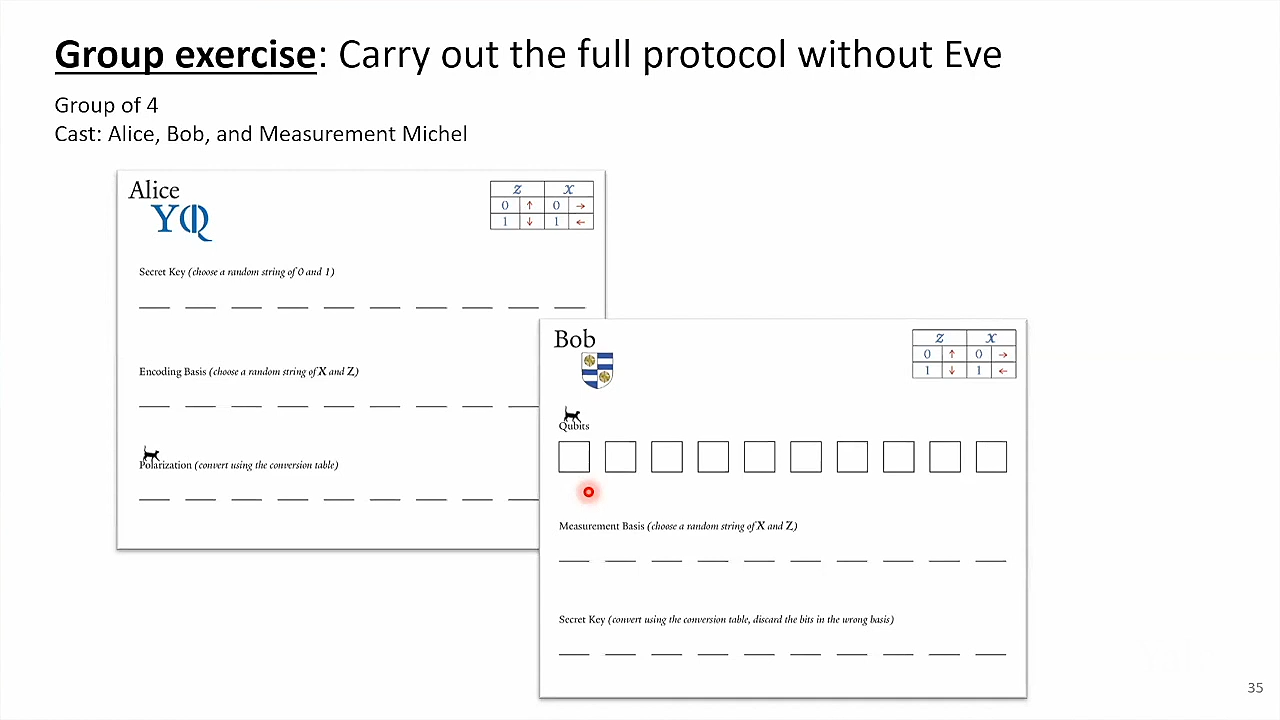 Group exercise: Carry out the full protocol without Eve
Group of 4
Cast: Alice, Bob, and Measurement Michel
Alice
YQ
Z X
0 ↑ 0 →
1 ↓ 1 ←
Secret Key (choose a random string of 0 and 1)
Encoding Basis (choose a random string of X and Z)
Polarization (convert using the conversion table)
Bob
Z X
0 ↑ 0 →
1 ↓ 1 ←
Qubits
Measurement Basis (choose a random string of X and Z)
Secret Key (convert using the conversion table, discard the bits in the wrong basis)
35